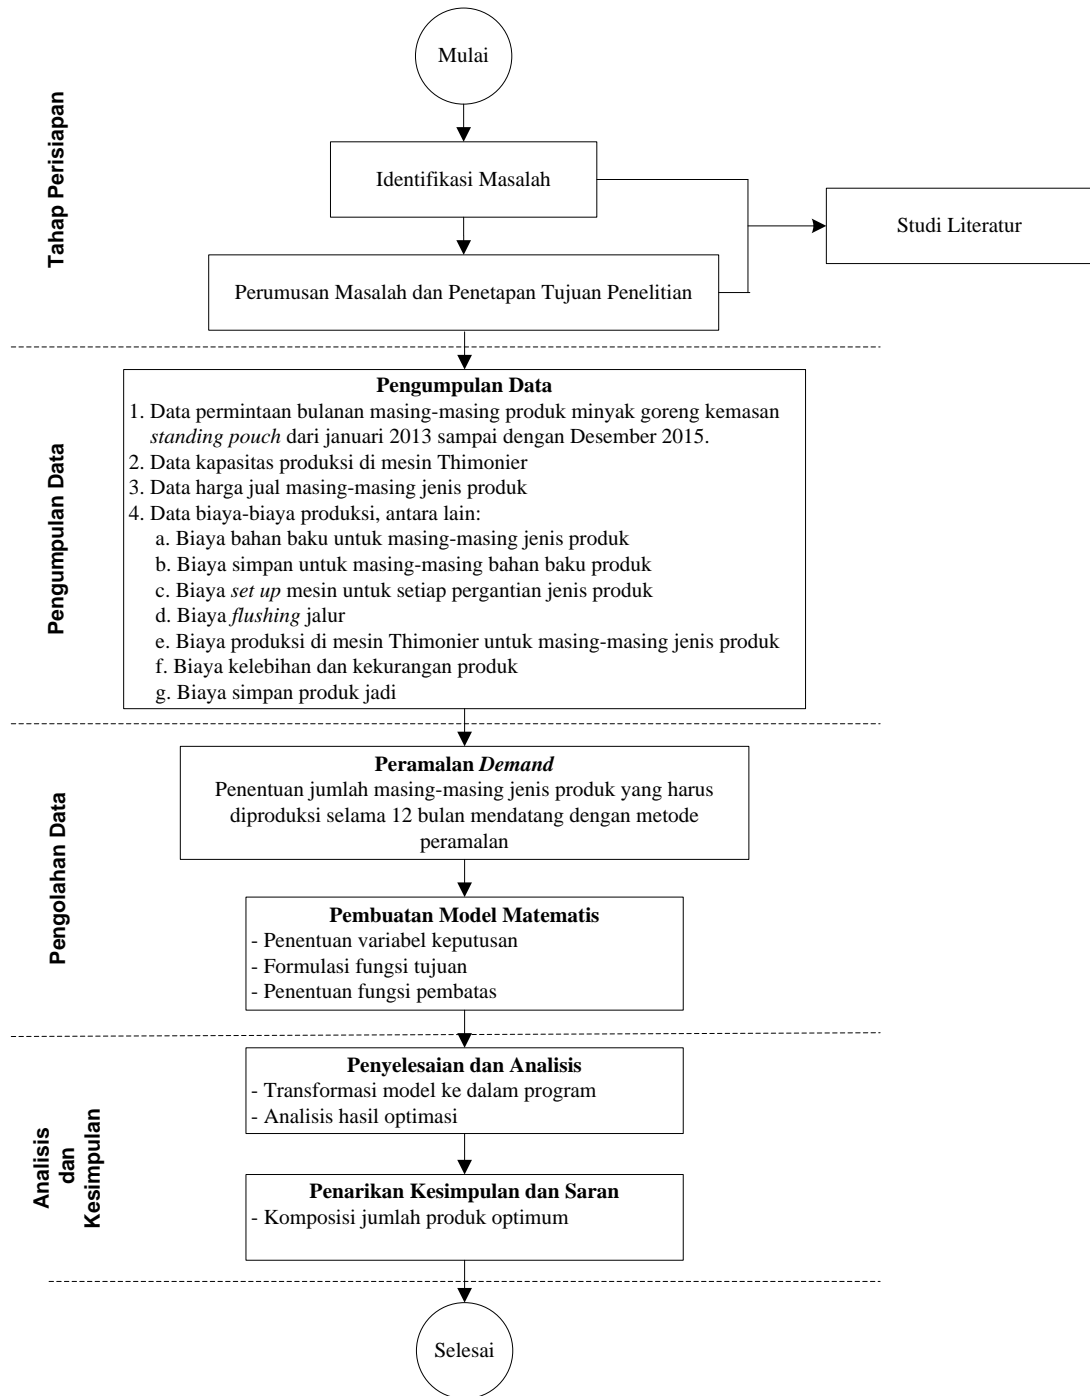 Mulai
Tahap Perisiapan
Identifikasi Masalah
Studi Literatur
Perumusan Masalah dan Penetapan Tujuan Penelitian
Pengumpulan Data
Pengumpulan Data
1. Data permintaan bulanan masing-masing produk minyak goreng kemasan
standing pouch dari januari 2013 sampai dengan Desember 2015.
2. Data kapasitas produksi di mesin Thimonier
3. Data harga jual masing-masing jenis produk
4. Data biaya-biaya produksi, antara lain:
a. Biaya bahan baku untuk masing-masing jenis produk
b. Biaya simpan untuk masing-masing bahan baku produk
c. Biaya set up mesin untuk setiap pergantian jenis produk
d. Biaya flushing jalur
e. Biaya produksi di mesin Thimonier untuk masing-masing jenis produk
f. Biaya kelebihan dan kekurangan produk
g. Biaya simpan produk jadi
Pengolahan Data
Peramalan Demand
Penentuan jumlah masing-masing jenis produk yang harus
diproduksi selama 12 bulan mendatang dengan metode
peramalan
Pembuatan Model Matematis
- Penentuan variabel keputusan
- Formulasi fungsi tujuan
- Penentuan fungsi pembatas
Analisis
dan
Kesimpulan
Penyelesaian dan Analisis
- Transformasi model ke dalam program
- Analisis hasil optimasi
Penarikan Kesimpulan dan Saran
- Komposisi jumlah produk optimum
Selesai